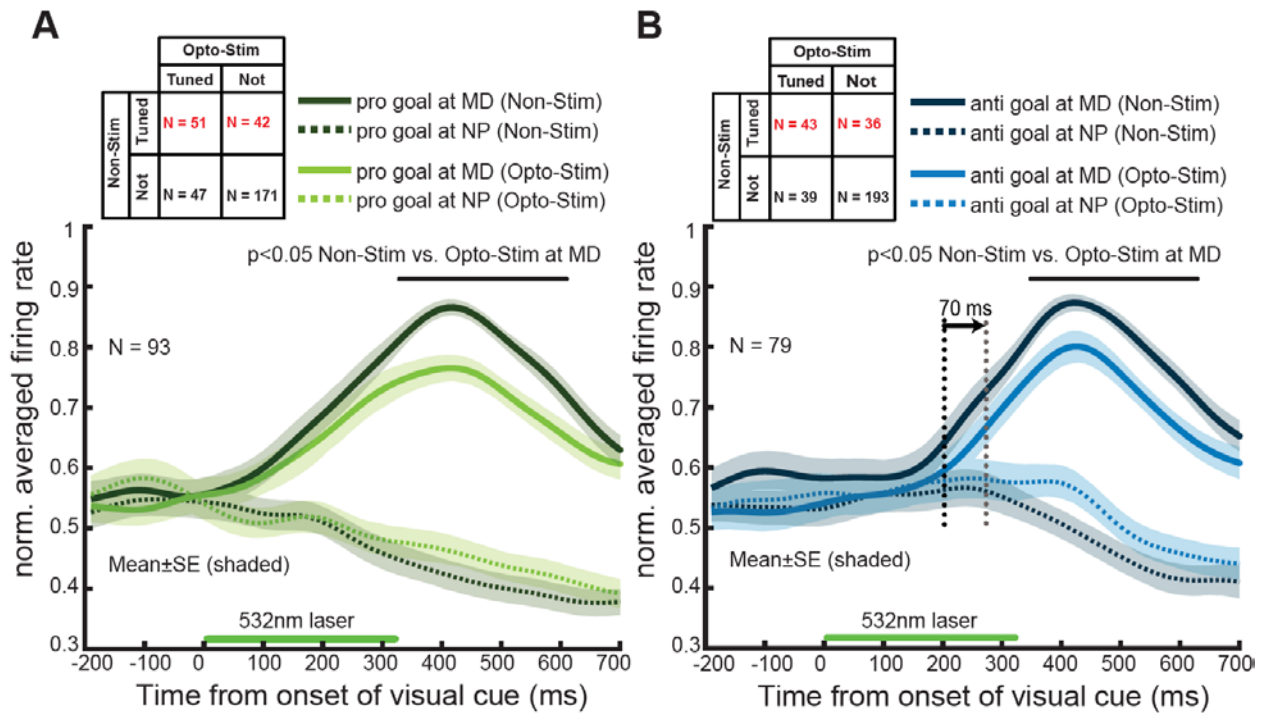 A
Opto-Stim
Tuned Not
Non-Stim
Tuned
N = 51 N = 42
Not
N = 47 N = 171
pro goal at MD (Non-Stim)
pro goal at NP (Non-Stim)
pro goal at MD (Opto-Stim)
pro goal at NP (Opto-Stim)
p<0.05 Non-Stim vs. Opto-Stim at MD
N = 93
Mean±SE (shaded)
532nm laser
norm. averaged firing rate
1
0.9
0.8
0.7
0.6
0.5
0.4
0.3
-200 -100 0 100 200 300 400 500 600 700
Time from onset of visual cue (ms)
B
Opto-Stim
Tuned Not
Non-Stim
Tuned
N = 43 N = 36
Not
N = 39 N = 193
anti goal at MD (Non-Stim)
anti goal at NP (Non-Stim)
anti goal at MD (Opto-Stim)
anti goal at NP (Opto-Stim)
p<0.05 Non-Stim vs. Opto-Stim at MD
70 ms
N = 79
Mean±SE (shaded)
532nm laser
norm. averaged firing rate
1
0.9
0.8
0.7
0.6
0.5
0.4
0.3
-200 -100 0 100 200 300 400 500 600 700
Time from onset of visual cue (ms)